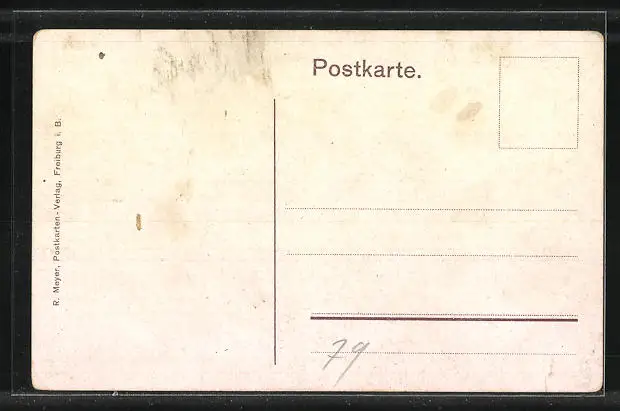 Postkarte.
R. Meyer, Postkarten-Verlag, Freiburg i. B.
79